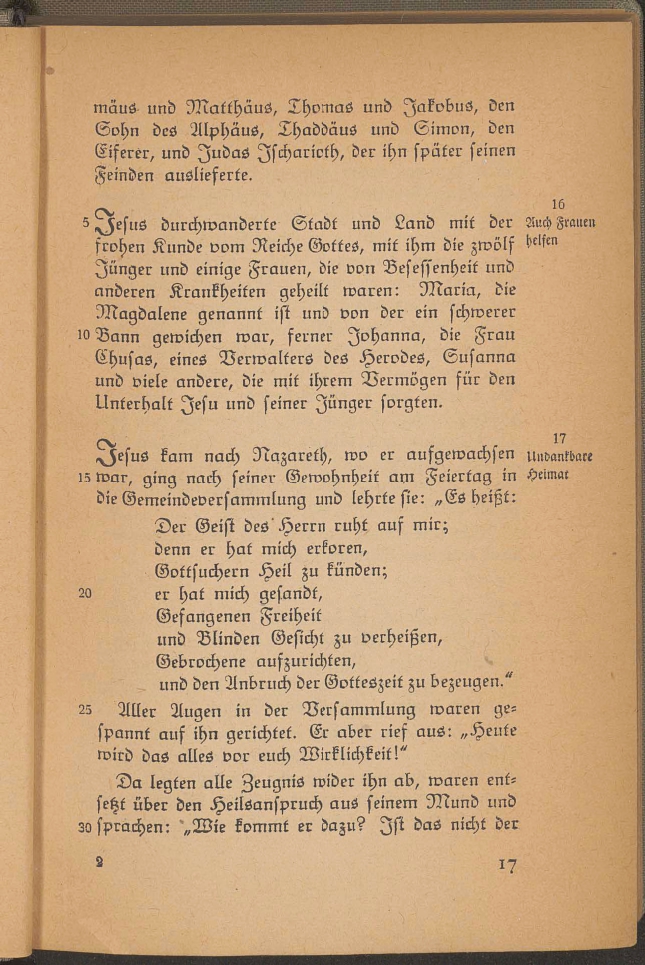 mäus und Matthäus, Thomas und Jakobus, den
Sohn des Alphäus, Thaddäus und Simon, den
Eiferer, und Judas Ischarioth, der ihn später seinen
Feinden auslieferte.
16
Auch Frauen
helfen
5 Jesus durchwanderte Stadt und Land mit der
frohen Kunde vom Reiche Gottes, mit ihm die zwölf
Jünger und einige Frauen, die von Besessenheit und
anderen Krankheiten geheilt waren: Maria, die
Magdalene genannt ist und von der ein schwerer
10 Bann gewichen war, ferner Johanna, die Frau
Chusas, eines Verwalters des Herodes, Susanna
und viele andere, die mit ihrem Vermögen für den
Unterhalt Jesu und seiner Jünger sorgten.
17
Undankbare
Heimat
Jesus kam nach Nazareth, wo er aufgewachsen
15 war, ging nach seiner Gewohnheit am Feiertag in
die Gemeindeversammlung und lehrte sie: „Es heißt:
Der Geist des Herrn ruht auf mir;
denn er hat mich erkoren,
Gottsuchern Heil zu künden;
20 er hat mich gesandt,
Gefangenen Freiheit
und Blinden Gesicht zu verheißen,
Gebrochene aufzurichten,
und den Anbruch der Gotteszeit zu bezeugen.“
25 Aller Augen in der Versammlung waren ge-
spannt auf ihn gerichtet. Er aber rief aus: „Heute
wird das alles vor euch Wirklichkeit!“
Da legten alle Zeugnis wider ihn ab, waren ent-
setzt über den Heilsanspruch aus seinem Mund und
30 sprachen: „Wie kommt er dazu? Ist das nicht der
2
17